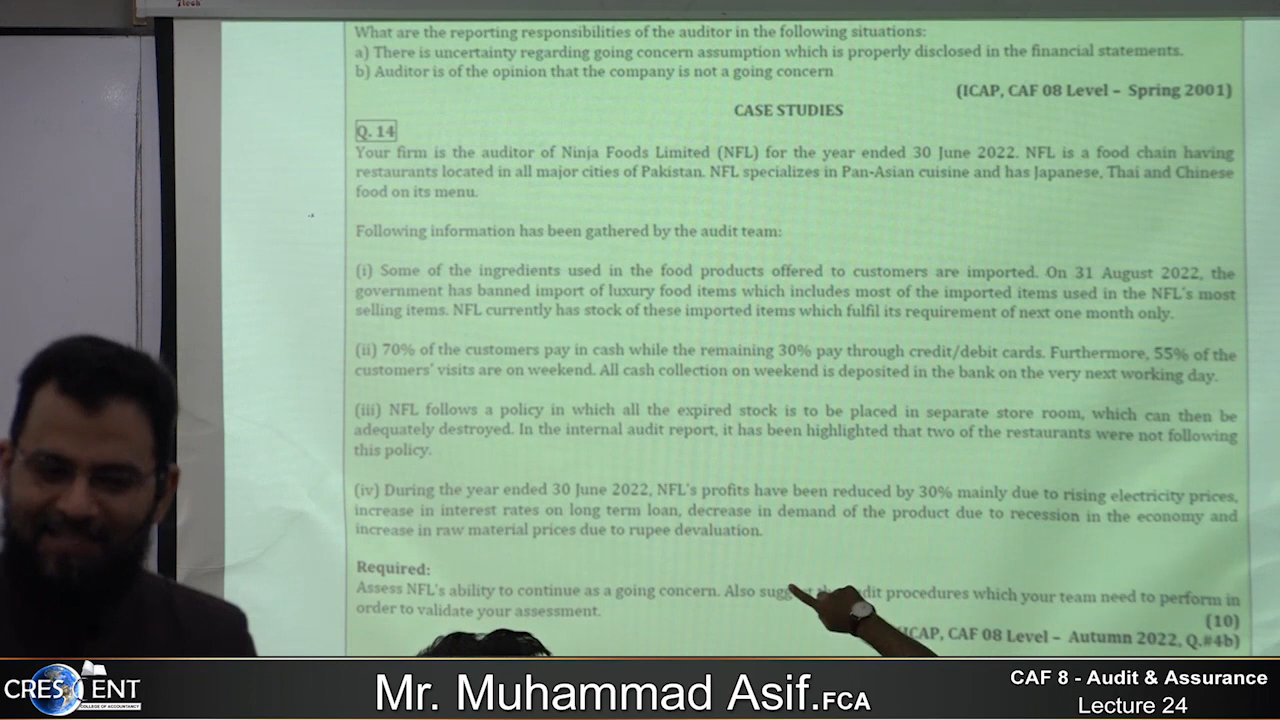 What are the reporting responsibilities of the auditor in the following situations:
a) There is uncertainty regarding going concern assumption which is properly disclosed in the financial statements.
b) Auditor is of the opinion that the company is not a going concern
(ICAP, CAF 08 Level – Spring 2001)
CASE STUDIES
Q. 14
Your firm is the auditor of Ninja Foods Limited (NFL) for the year ended 30 June 2022. NFL is a food chain having
restaurants located in all major cities of Pakistan. NFL specializes in Pan-Asian cuisine and has Japanese, Thai and Chinese
food on its menu.
Following information has been gathered by the audit team:
(i) Some of the ingredients used in the food products offered to customers are imported. On 31 August 2022, the
government has banned import of luxury food items which includes most of the imported items used in the NFL's most
selling items. NFL currently has stock of these imported items which fulfil its requirement of next one month only.
(ii) 70% of the customers pay in cash while the remaining 30% pay through credit/debit cards. Furthermore, 55% of the
customers' visits are on weekend. All cash collection on weekend is deposited in the bank on the very next working day.
(iii) NFL follows a policy in which all the expired stock is to be placed in separate store room, which can then be
adequately destroyed. In the internal audit report, it has been highlighted that two of the restaurants were not following
this policy.
(iv) During the year ended 30 June 2022, NFL's profits have been reduced by 30% mainly due to rising electricity prices,
increase in interest rates on long term loan, decrease in demand of the product due to recession in the economy and
increase in raw material prices due to rupee devaluation.
Required:
Assess NFL's ability to continue as a going concern. Also procedures which your team need to perform in
order to validate your assessment.
(10)
CAP, CAF 08 Level – Autumn 2022, Q.#4b)
CRESCENT
COLLEGE OF ACCOUNTANCY
Mr. Muhammad Asif.FCA
CAF 8 - Audit & Assurance
Lecture 24